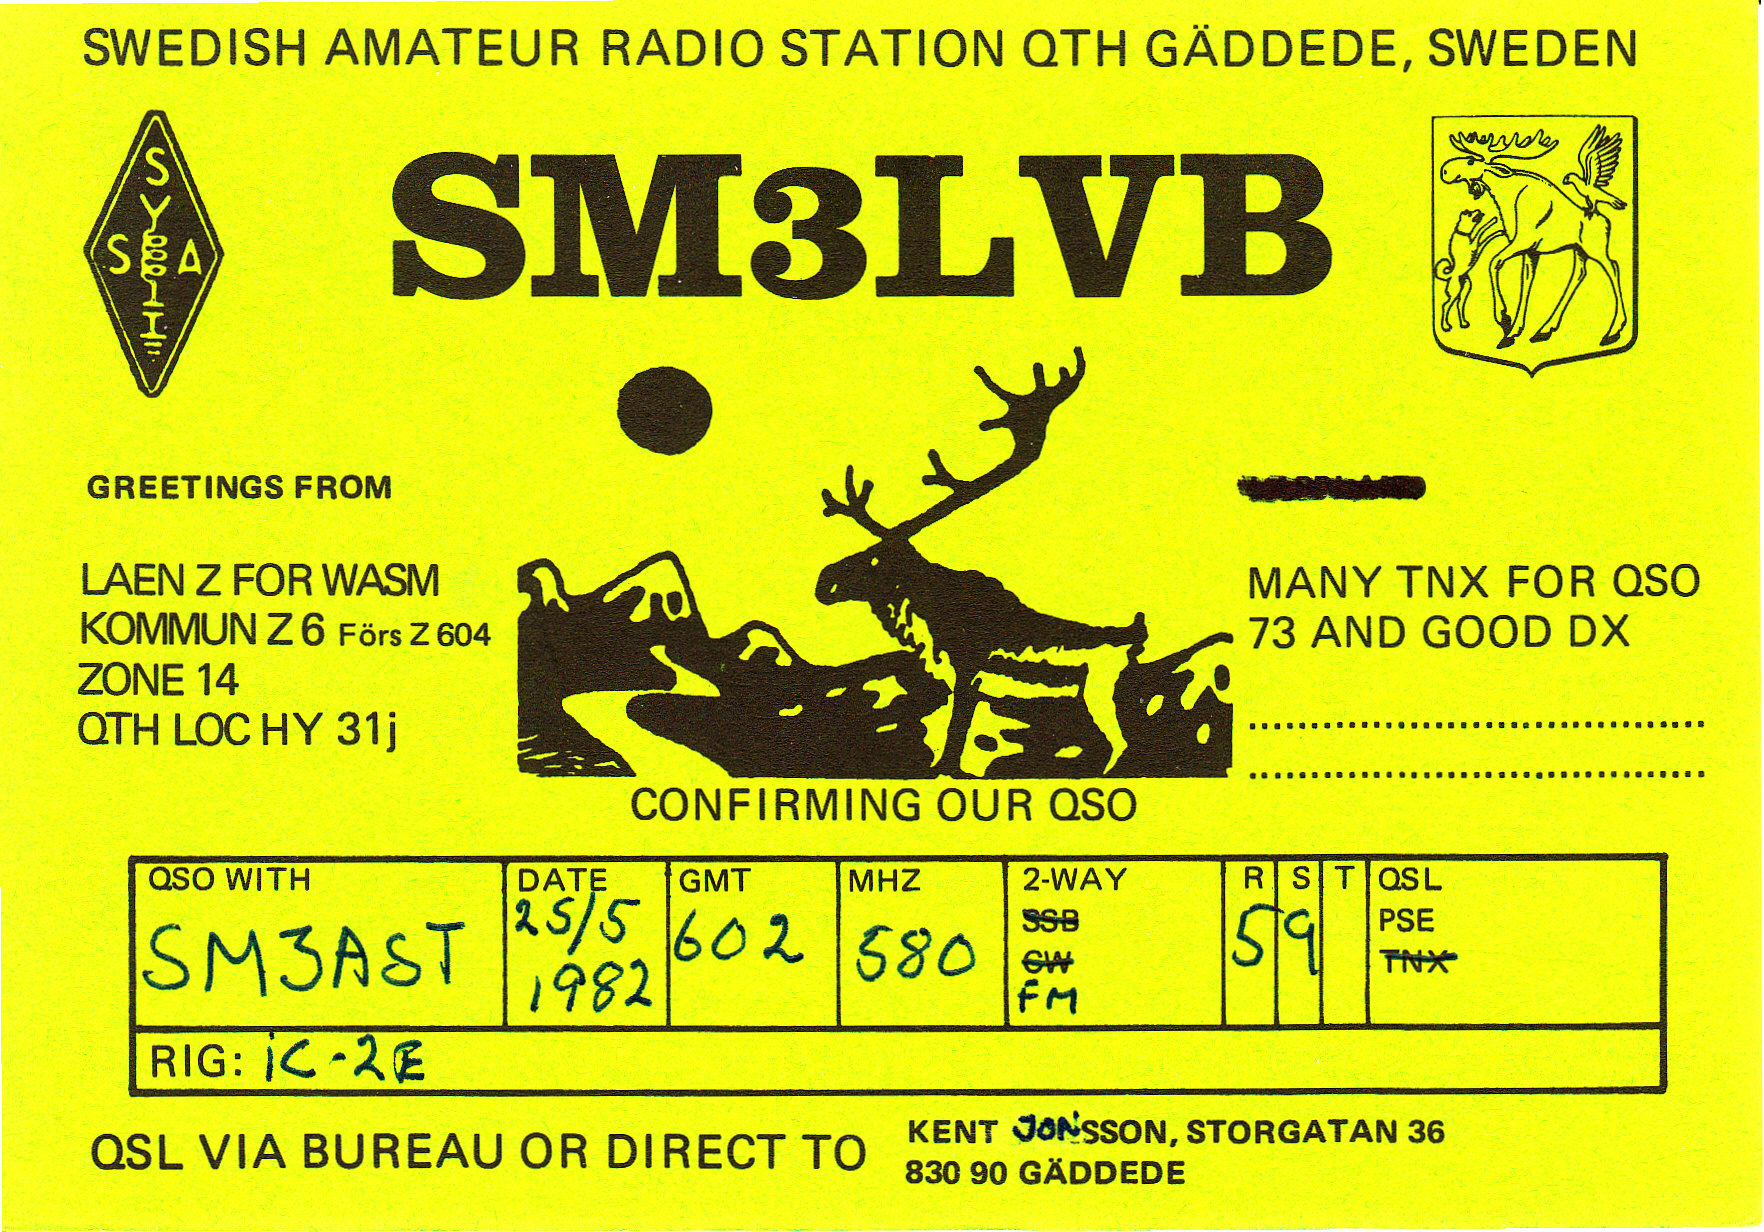 SWEDISH AMATEUR RADIO STATION QTH GÄDDEDE, SWEDEN
SSA
SM3LVB
GREETINGS FROM
LAEN Z FOR WASM
KOMMUN Z 6 Förs Z 604
ZONE 14
QTH LOC HY 31j
MANY TNX FOR QSO
73 AND GOOD DX
CONFIRMING OUR QSO
QSO WITH DATE GMT MHZ 2-WAY R S T QSL
SM3AST 25/5 1982 602 580 SSB CW FM 5 9 PSE TNX
RIG: iC-2E
QSL VIA BUREAU OR DIRECT TO
KENT JONSSON, STORGATAN 36
830 90 GÄDDEDE